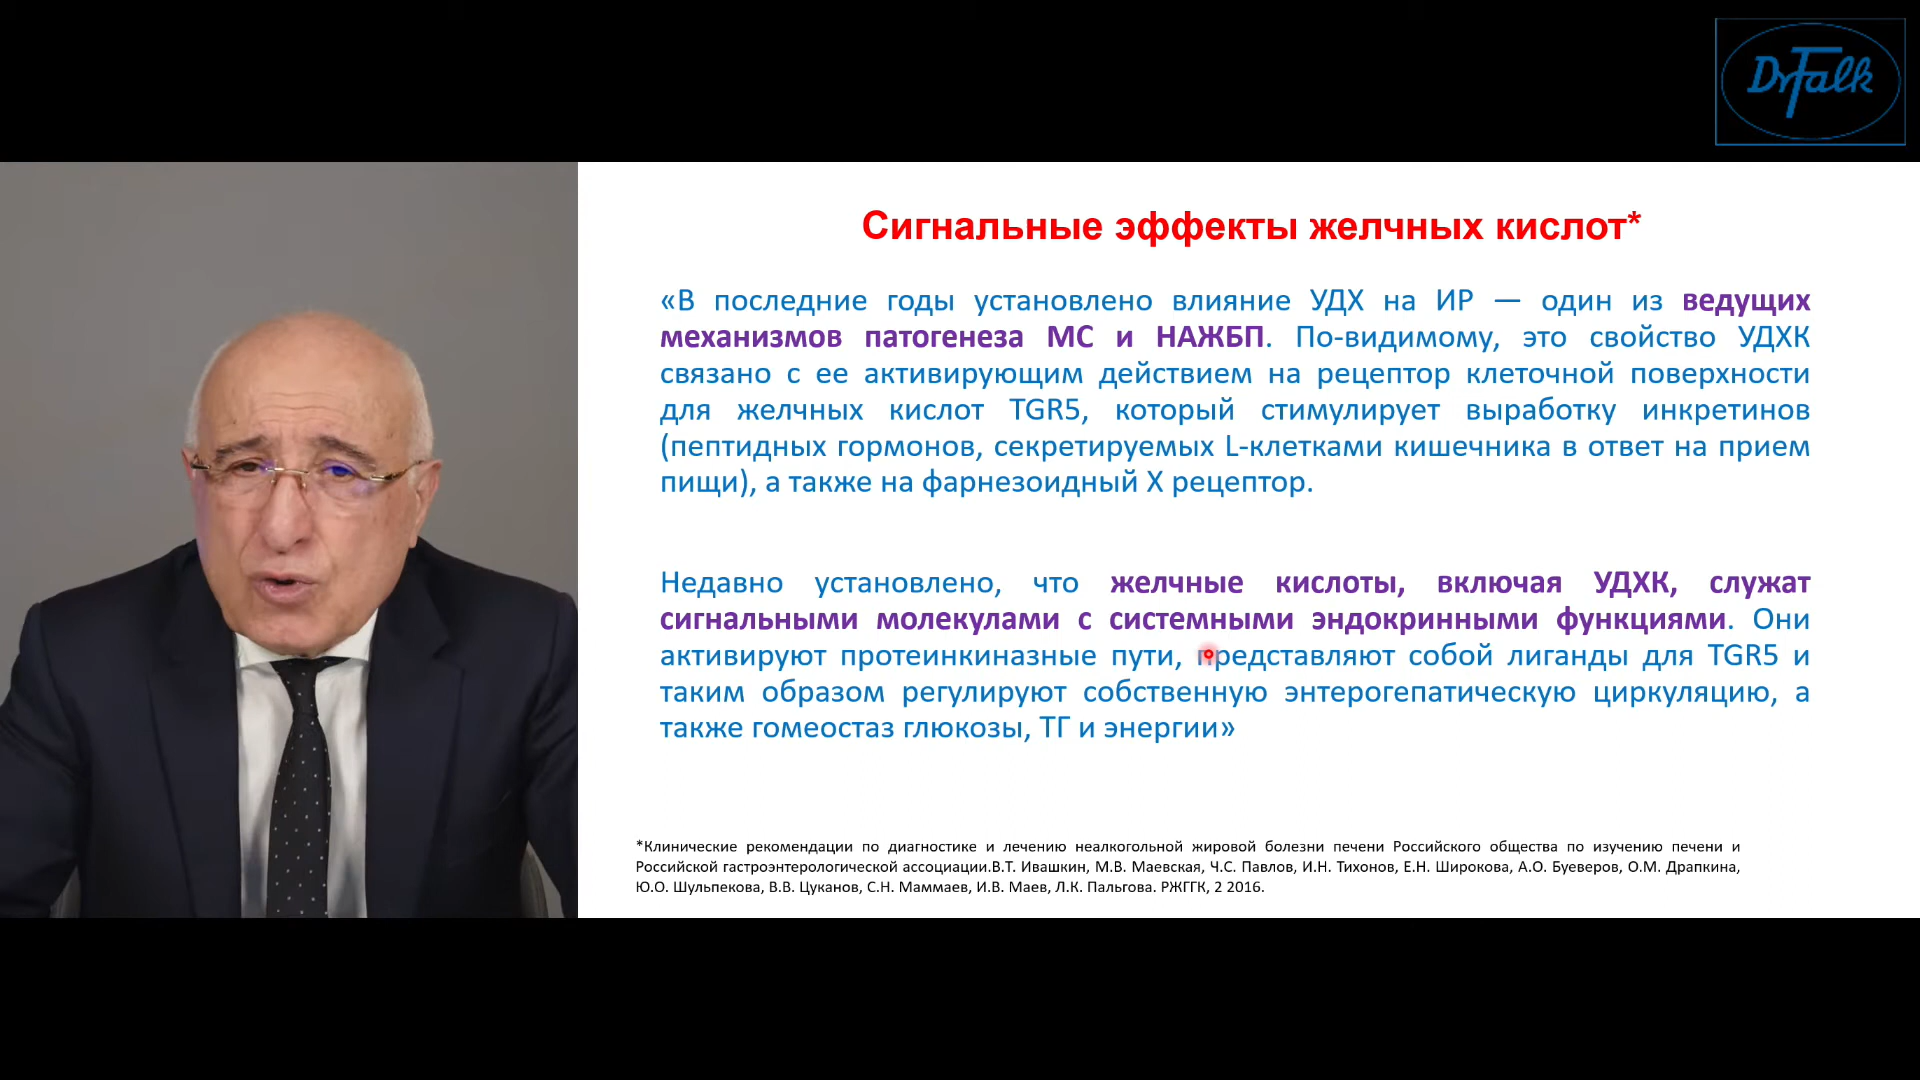 Dr Falk
Сигнальные эффекты желчных кислот*
«В последние годы установлено влияние УДХ на ИР — один из ведущих
механизмов патогенеза МС и НАЖБП. По-видимому, это свойство УДХК
связано с ее активирующим действием на рецептор клеточной поверхности
для желчных кислот TGR5, который стимулирует выработку инкретинов
(пептидных гормонов, секретируемых L-клетками кишечника в ответ на прием
пищи), а также на фарнезоидный Х рецептор.
Недавно установлено, что желчные кислоты, включая УДХК, служат
сигнальными молекулами с системными эндокринными функциями. Они
активируют протеинкиназные пути, представляют собой лиганды для TGR5 и
таким образом регулируют собственную энтерогепатическую циркуляцию, а
также гомеостаз глюкозы, ТГ и энергии»
*Клинические рекомендации по диагностике и лечению неалкогольной жировой болезни печени Российского общества по изучению печени и
Российской гастроэнтерологической ассоциации.В.Т. Ивашкин, М.В. Маевская, Ч.С. Павлов, И.Н. Тихонов, Е.Н. Широкова, А.О. Буеверов, О.М. Драпкина,
Ю.О. Шульпекова, В.В. Цуканов, С.Н. Маммаев, И.В. Маев, Л.К. Пальгова. РЖГГК, 2 2016.